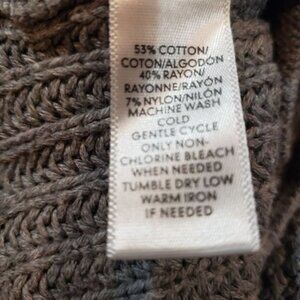 53% COTTON/
COTON/ALGODÓN
40% RAYON/
RAYONNE/RAYÓN
7% NYLON/NILÓN
MACHINE WASH
COLD
GENTLE CYCLE
ONLY NON-
CHLORINE BLEACH
WHEN NEEDED
TUMBLE DRY LOW
WARM IRON
IF NEEDED